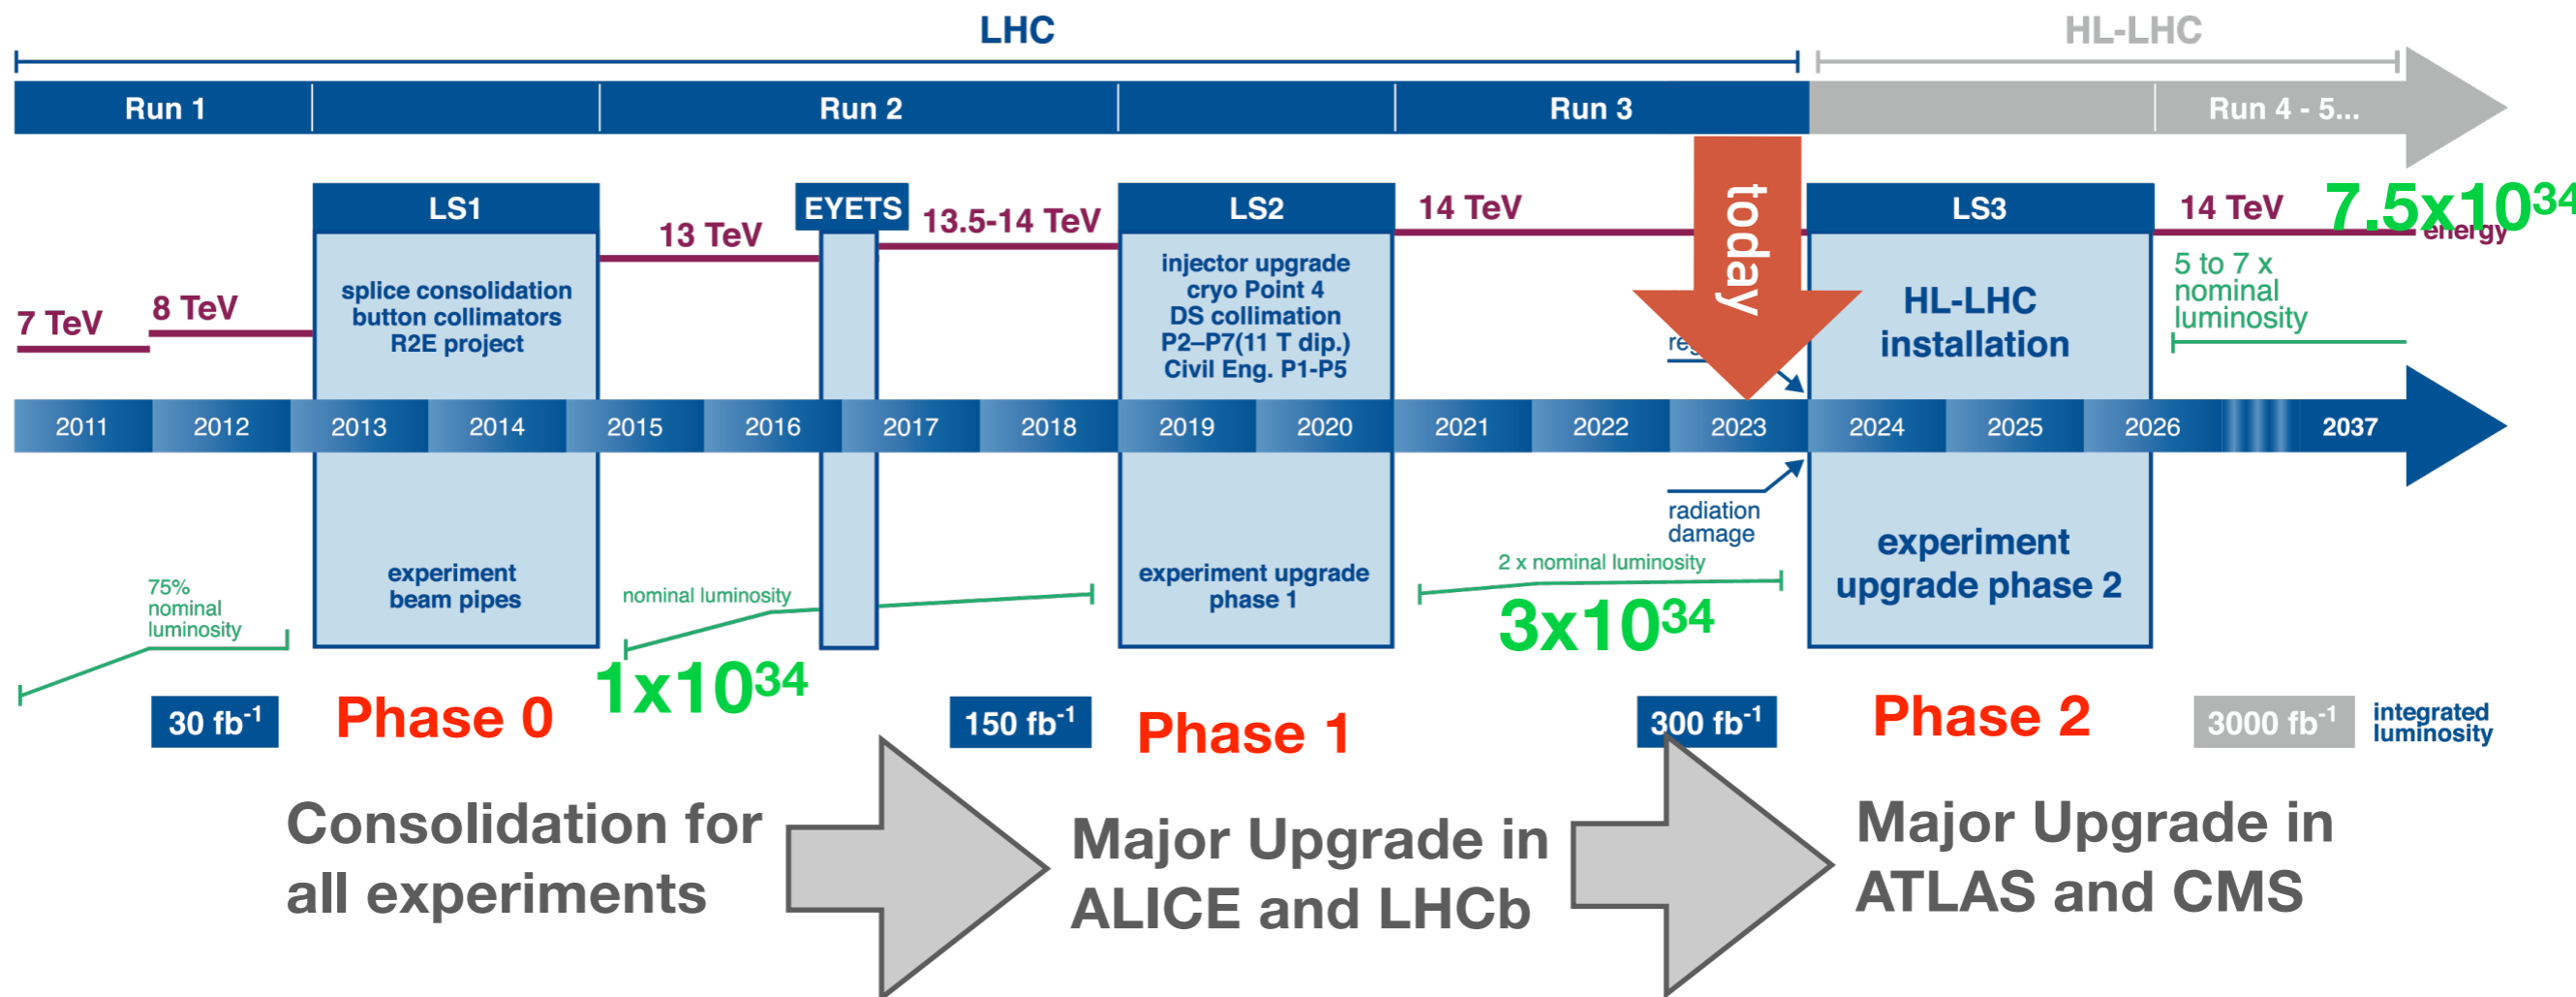 LHC
HL-LHC
Run 1
Run 2
Run 3
Run 4 - 5...
LS1
EYETS
LS2
LS3
7 TeV
8 TeV
13 TeV
13.5-14 TeV
14 TeV
14 TeV
7.5x10³⁴
energy
splice consolidation
button collimators
R2E project
injector upgrade
cryo Point 4
DS collimation
P2–P7(11 T dip.)
Civil Eng. P1-P5
today
HL-LHC
installation
5 to 7 x
nominal
luminosity
2011
2012
2013
2014
2015
2016
2017
2018
2019
2020
2021
2022
2023
2024
2025
2026
2037
radiation
damage
75%
nominal
luminosity
experiment
beam pipes
nominal luminosity
1x10³⁴
experiment upgrade
phase 1
2 x nominal luminosity
3x10³⁴
experiment
upgrade phase 2
30 fb⁻¹
Phase 0
150 fb⁻¹
Phase 1
300 fb⁻¹
Phase 2
3000 fb⁻¹
integrated
luminosity
Consolidation for
all experiments
Major Upgrade in
ALICE and LHCb
Major Upgrade in
ATLAS and CMS